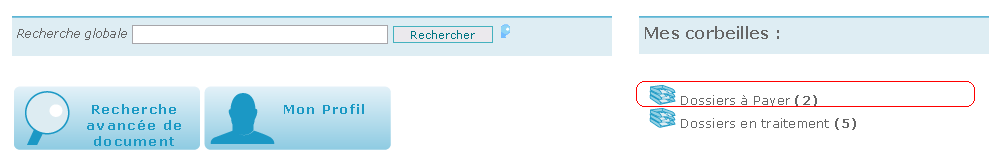 Recherche globale Rechercher
Recherche
avancée de
document
Mon Profil
Mes corbeilles :
Dossiers à Payer (2)
Dossiers en traitement (5)